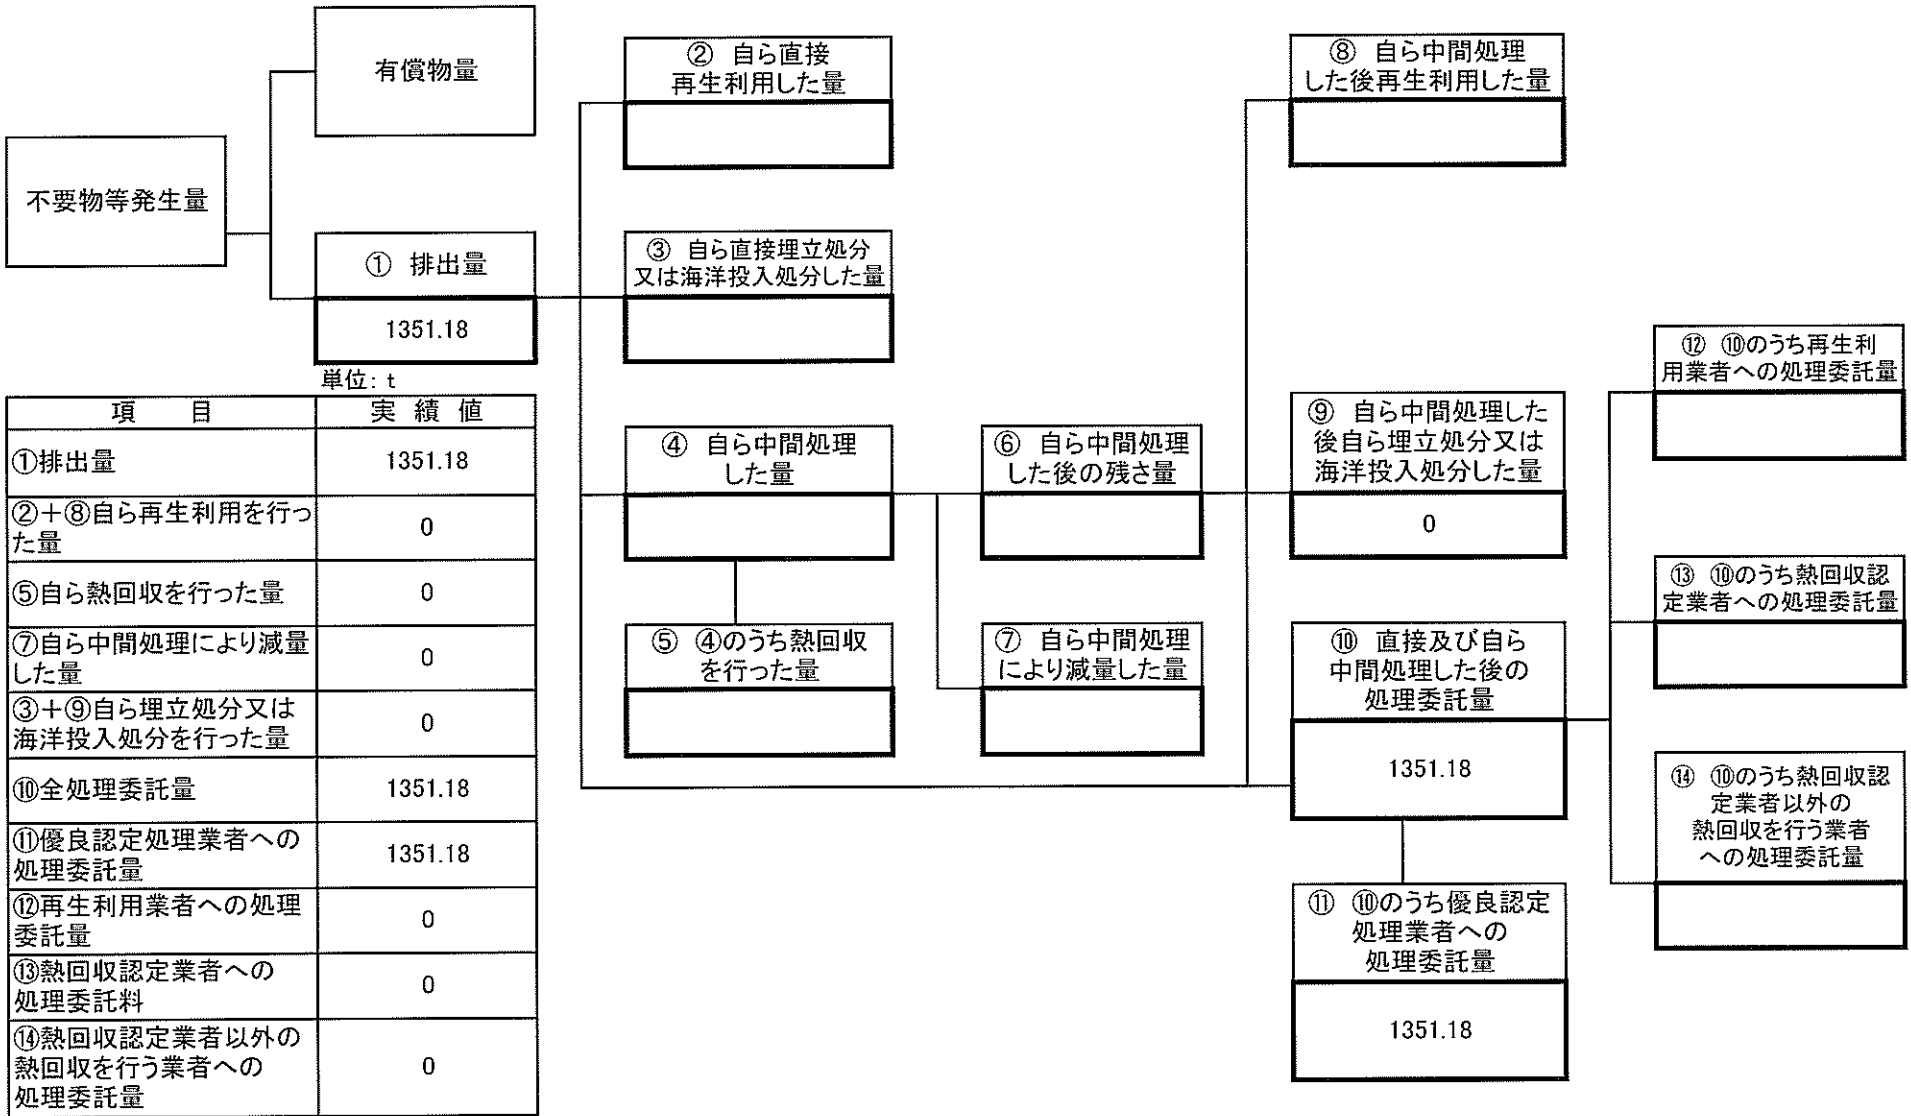 不要物等発生量
有償物量
① 排出量
1351.18
② 自ら直接
再生利用した量
③ 自ら直接埋立処分
又は海洋投入処分した量
④ 自ら中間処理
した量
⑤ ④のうち熱回収
を行った量
⑥ 自ら中間処理
した後の残さ量
⑦ 自ら中間処理
により減量した量
⑧ 自ら中間処理
した後再生利用した量
⑨ 自ら中間処理した
後自ら埋立処分又は
海洋投入処分した量
0
⑩ 直接及び自ら
中間処理した後の
処理委託量
1351.18
⑪ ⑩のうち優良認定
処理業者への
処理委託量
1351.18
⑫ ⑩のうち再生利
用業者への処理委託量
⑬ ⑩のうち熱回収認
定業者への処理委託量
⑭ ⑩のうち熱回収認
定業者以外の
熱回収を行う業者
への処理委託量
単位:t
項 目 実 績 値
①排出量 1351.18
②+⑧自ら再生利用を行っ
た量 0
⑤自ら熱回収を行った量 0
⑦自ら中間処理により減量
した量 0
③+⑨自ら埋立処分又は
海洋投入処分を行った量 0
⑩全処理委託量 1351.18
⑪優良認定処理業者への
処理委託量 1351.18
⑫再生利用業者への処理
委託量 0
⑬熱回収認定業者への
処理委託料 0
⑭熱回収認定業者以外の
熱回収を行う業者への
処理委託量 0